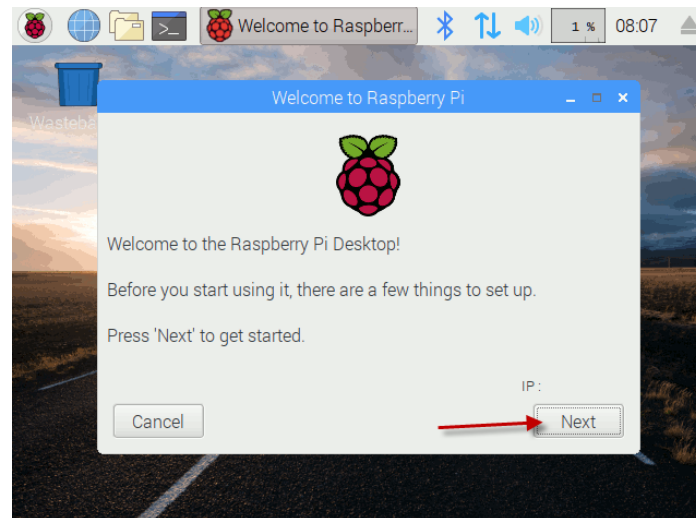 Welcome to Raspberr...
1 %
08:07
Welcome to Raspberry Pi
Wasteba
Welcome to the Raspberry Pi Desktop!
Before you start using it, there are a few things to set up.
Press 'Next' to get started.
IP :
Cancel
Next